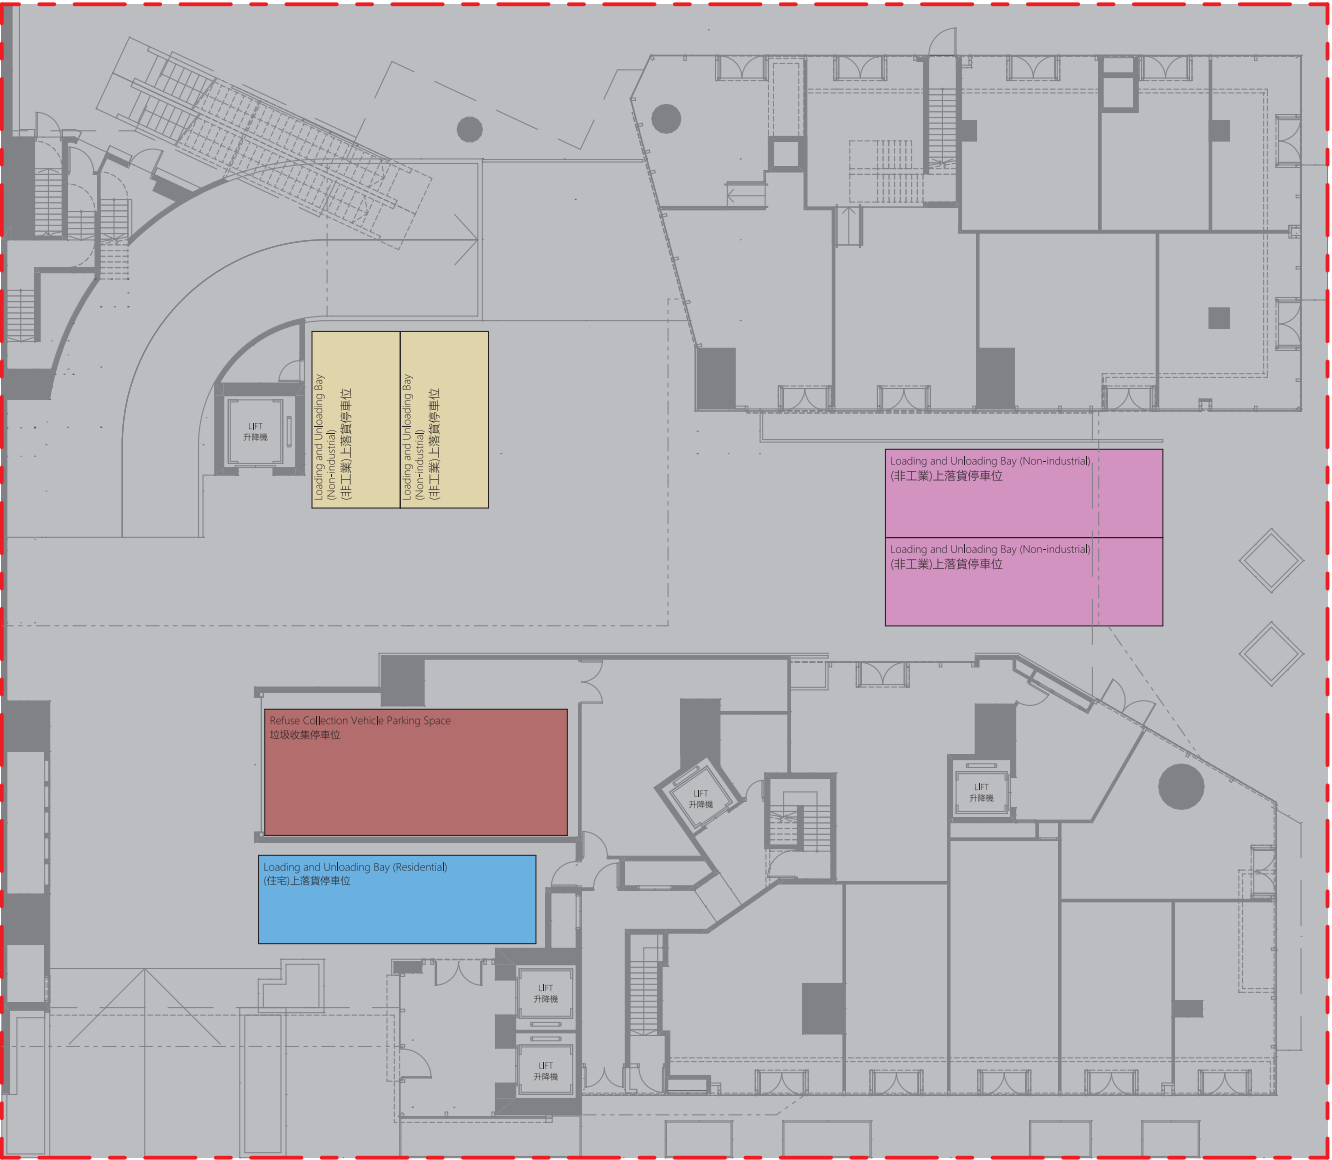 Loading and Unloading Bay
(Non-industrial)
(非工業)上落貨停車位
Loading and Unloading Bay
(Non-industrial)
(非工業)上落貨停車位
LIFT
升降機
Loading and Unloading Bay (Non-industrial)
(非工業)上落貨停車位
Loading and Unloading Bay (Non-industrial)
(非工業)上落貨停車位
Refuse Collection Vehicle Parking Space
垃圾收集停車位
LIFT
升降機
LIFT
升降機
Loading and Unloading Bay (Residential)
(住宅)上落貨停車位
LIFT
升降機
LIFT
升降機